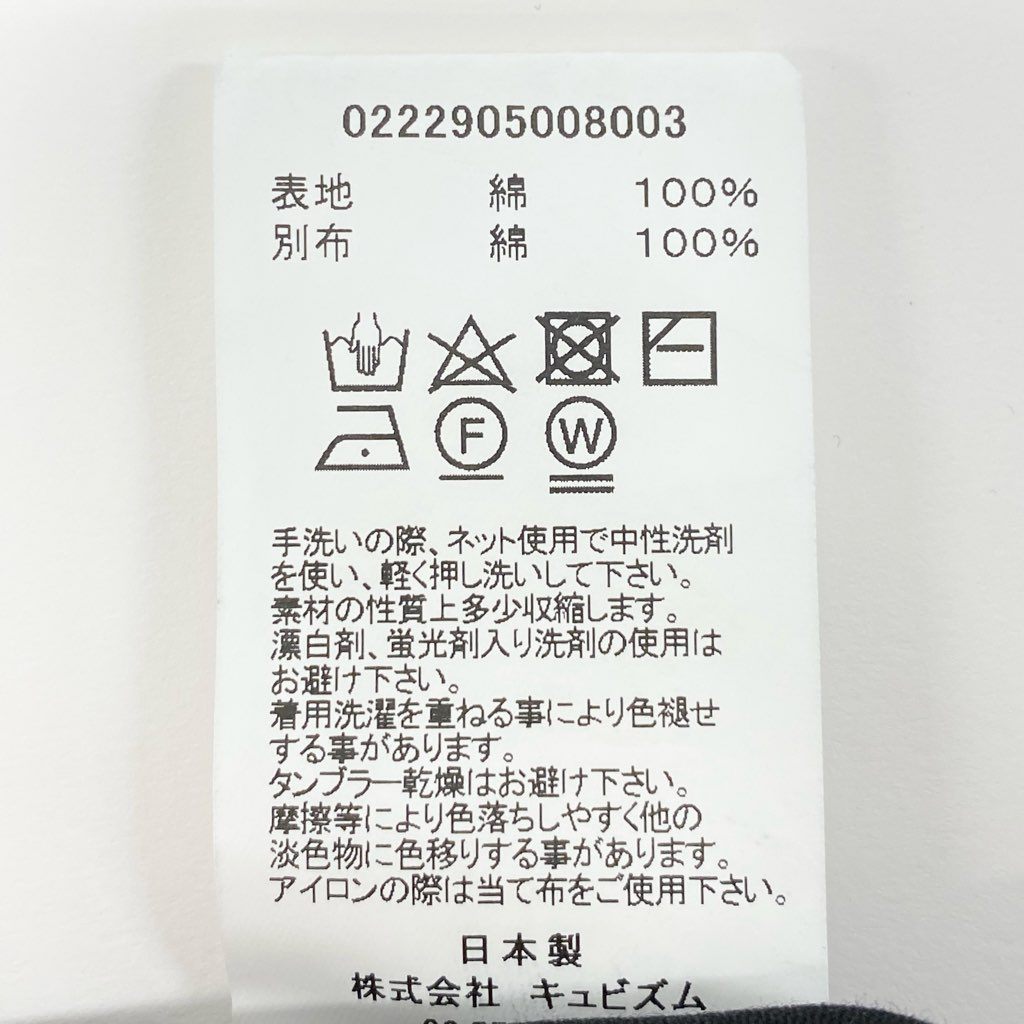 0222905008003
表地 綿 100%
別布 綿 100%
F W
手洗いの際、ネット使用で中性洗剤
を使い、軽く押し洗いして下さい。
素材の性質上多少収縮します。
漂白剤、蛍光剤入り洗剤の使用は
お避け下さい。
着用洗濯を重ねる事により色褪せ
する事があります。
タンブラー乾燥はお避け下さい。
摩擦等により色落ちしやすく他の
淡色物に色移りする事があります。
アイロンの際は当て布をご使用下さい。
日本製
株式会社 キュビズム